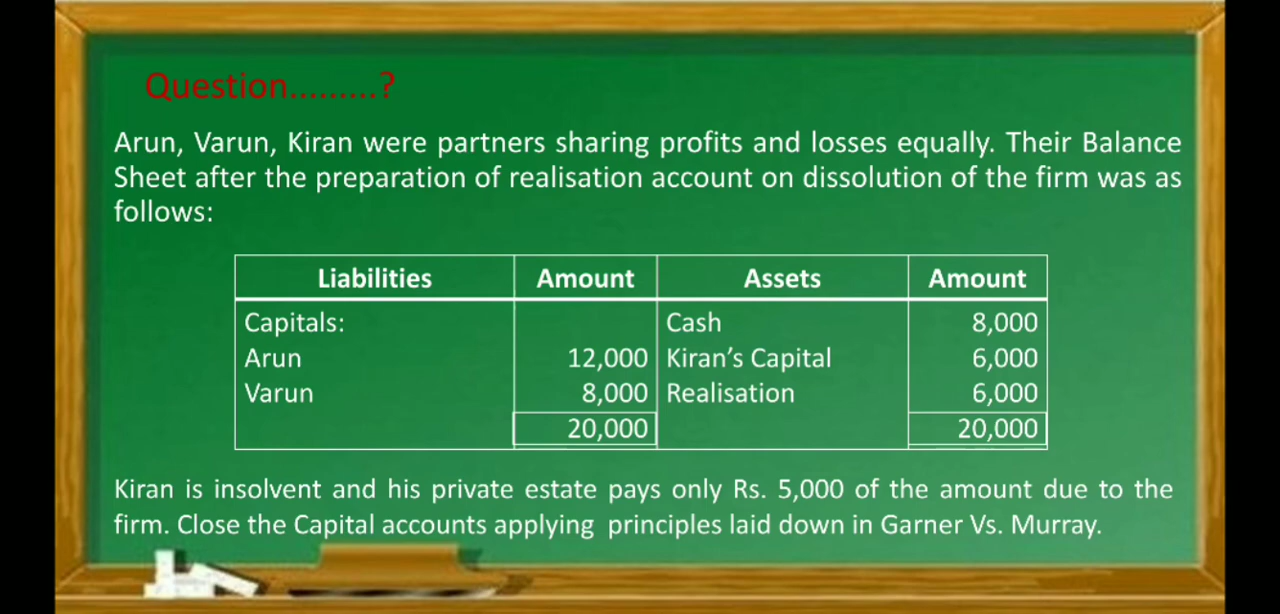 Question.........?
Arun, Varun, Kiran were partners sharing profits and losses equally. Their Balance
Sheet after the preparation of realisation account on dissolution of the firm was as
follows:
Liabilities Amount Assets Amount
Capitals: Cash 8,000
Arun 12,000 Kiran’s Capital 6,000
Varun 8,000 Realisation 6,000
20,000 20,000
Kiran is insolvent and his private estate pays only Rs. 5,000 of the amount due to the
firm. Close the Capital accounts applying principles laid down in Garner Vs. Murray.